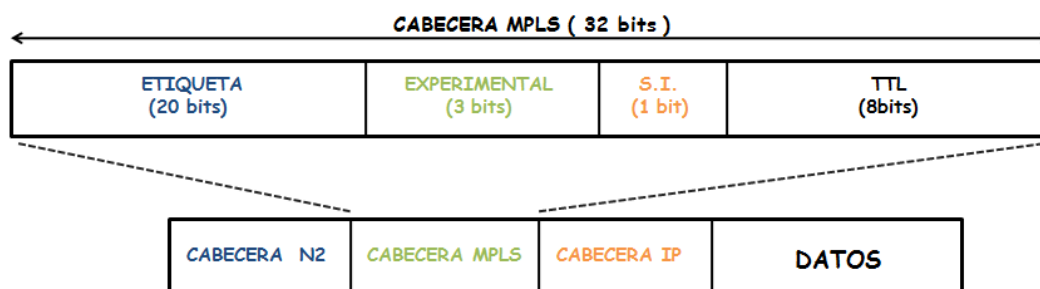 CABECERA MPLS ( 32 bits )
ETIQUETA
(20 bits)
EXPERIMENTAL
(3 bits)
S.I.
(1 bit)
TTL
(8bits)
CABECERA N2
CABECERA MPLS
CABECERA IP
DATOS